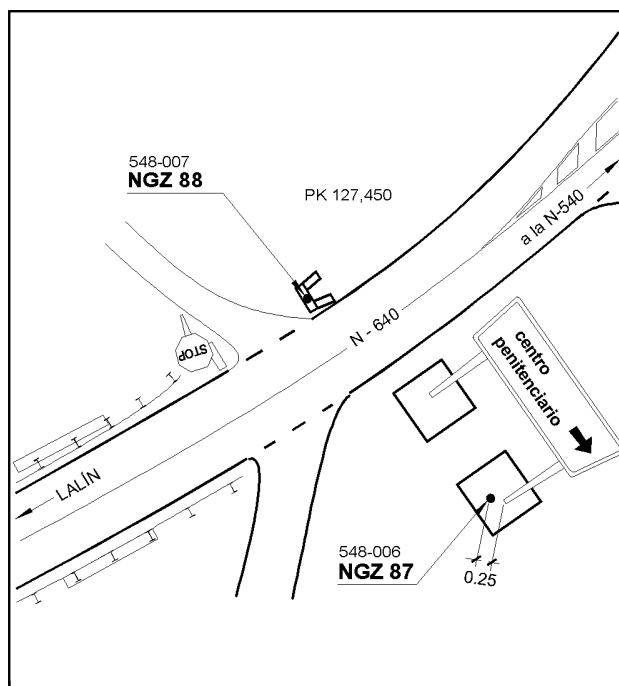 548-007
NGZ 88
PK 127,450
a la N-540
N - 640
STOP
centro
penitenciario
LALÍN
548-006
NGZ 87
0.25